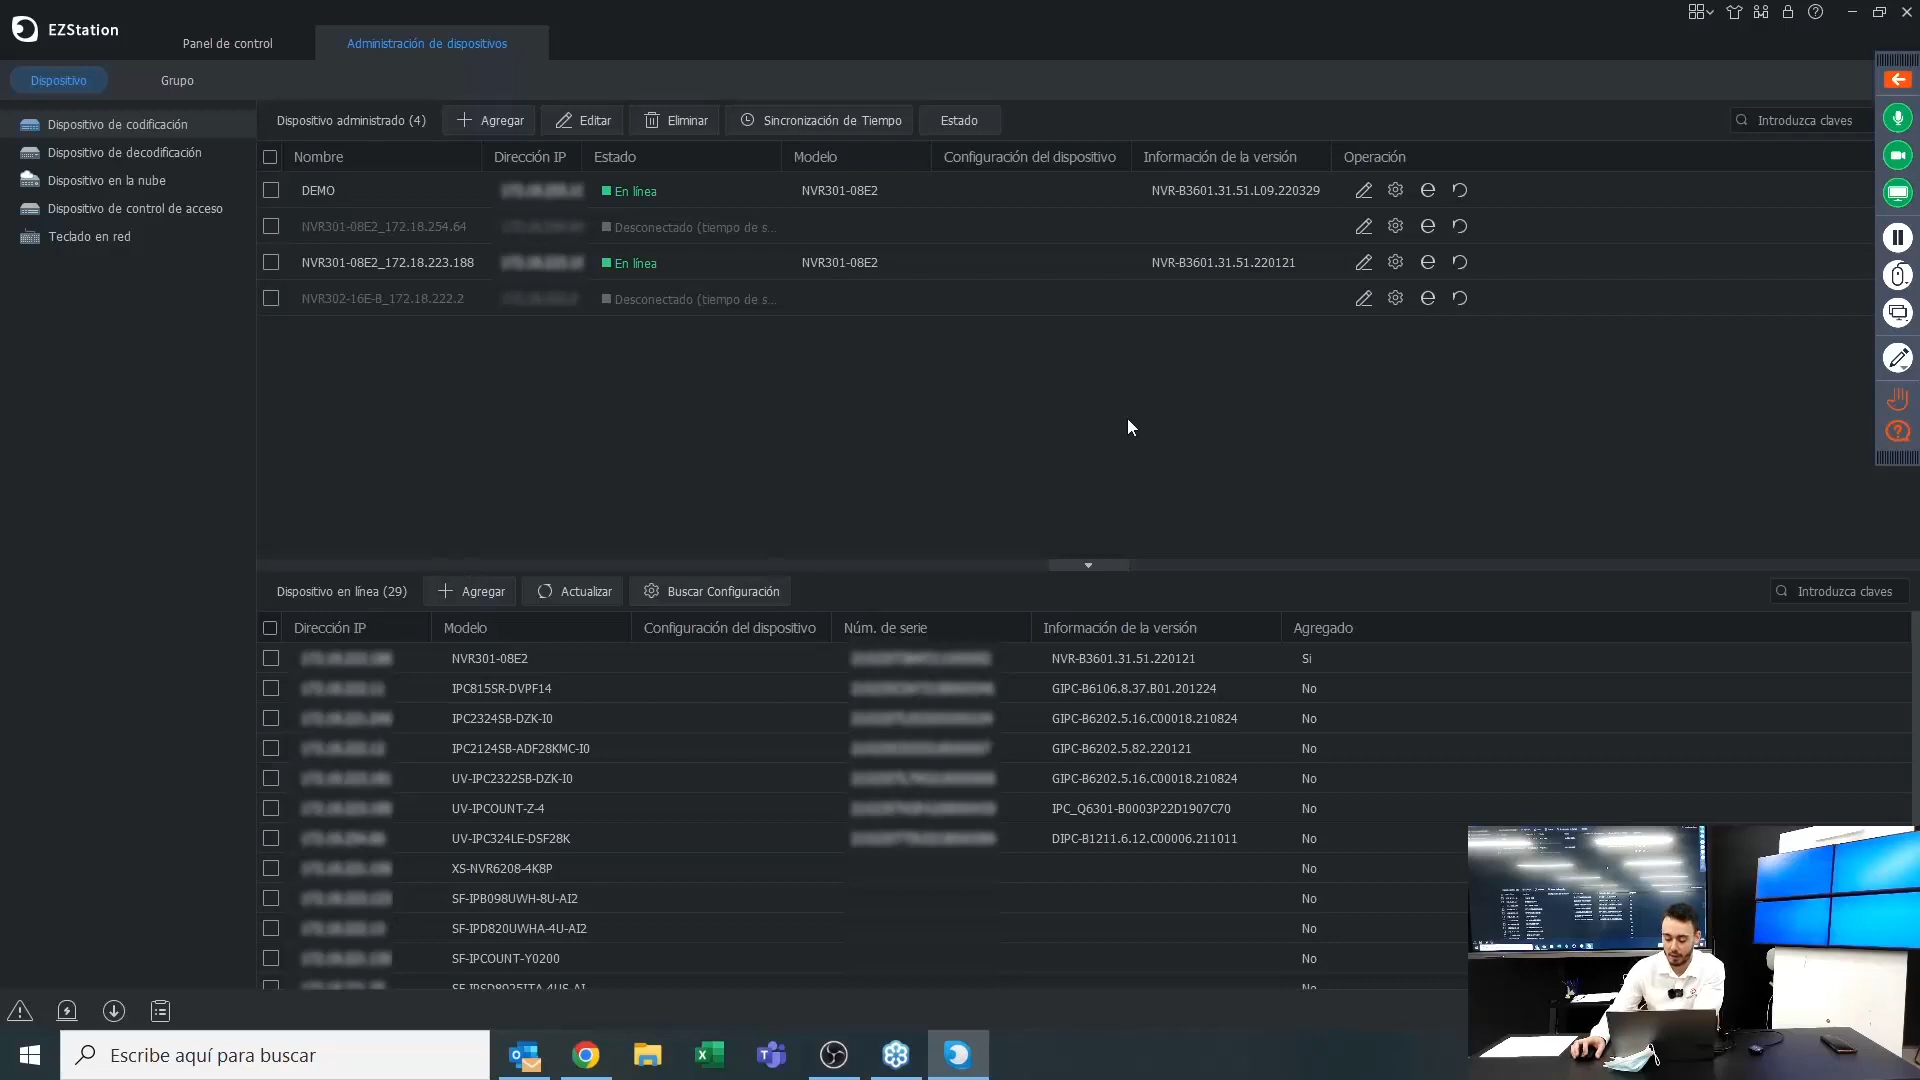 EZStation
Panel de control
Administración de dispositivos
Dispositivo
Grupo
Dispositivo de codificación
Dispositivo de decodificación
Dispositivo en la nube
Dispositivo de control de acceso
Teclado en red
Dispositivo administrado (4) Agregar Editar Eliminar Sincronización de Tiempo Estado Introduzca claves
Nombre Dirección IP Estado Modelo Configuración del dispositivo Información de la versión Operación
DEMO En línea NVR301-08E2 NVR-B3601.31.51.L09.220329
NVR301-08E2_172.18.254.64 Desconectado (tiempo de s...
NVR301-08E2_172.18.223.188 En línea NVR301-08E2 NVR-B3601.31.51.220121
NVR302-16E-B_172.18.222.2 Desconectado (tiempo de s...
Dispositivo en línea (29) Agregar Actualizar Buscar Configuración Introduzca claves
Dirección IP Modelo Configuración del dispositivo Núm. de serie Información de la versión Agregado
NVR301-08E2 NVR-B3601.31.51.220121 Si
IPC815SR-DVPF14 GIPC-B6106.8.37.B01.201224 No
IPC2324SB-DZK-I0 GIPC-B6202.5.16.C00018.210824 No
IPC2124SB-ADF28KMC-I0 GIPC-B6202.5.82.220121 No
UV-IPC2322SB-DZK-I0 GIPC-B6202.5.16.C00018.210824 No
UV-IPCOUNT-Z-4 IPC_Q6301-B0003P22D1907C70 No
UV-IPC324LE-DSF28K DIPC-B1211.6.12.C00006.211011 No
XS-NVR6208-4K8P No
SF-IPB098UWH-8U-AI2 No
SF-IPD820UWHA-4U-AI2 No
SF-IPCOUNT-Y0200 No
No
Escribe aquí para buscar